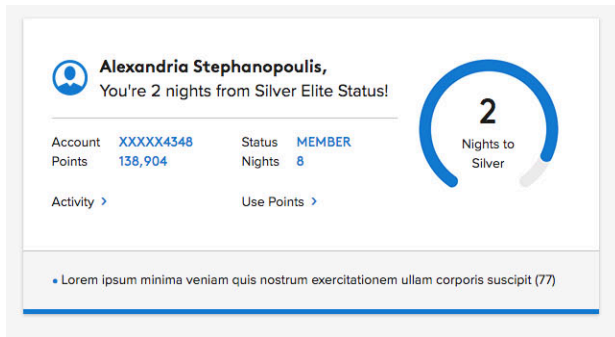 Alexandria Stephanopoulis,
You're 2 nights from Silver Elite Status!
Account XXXXX4348
Points 138,904
Status MEMBER
Nights 8
Activity >
Use Points >
2
Nights to
Silver
• Lorem ipsum minima veniam quis nostrum exercitationem ullam corporis suscipit (77)